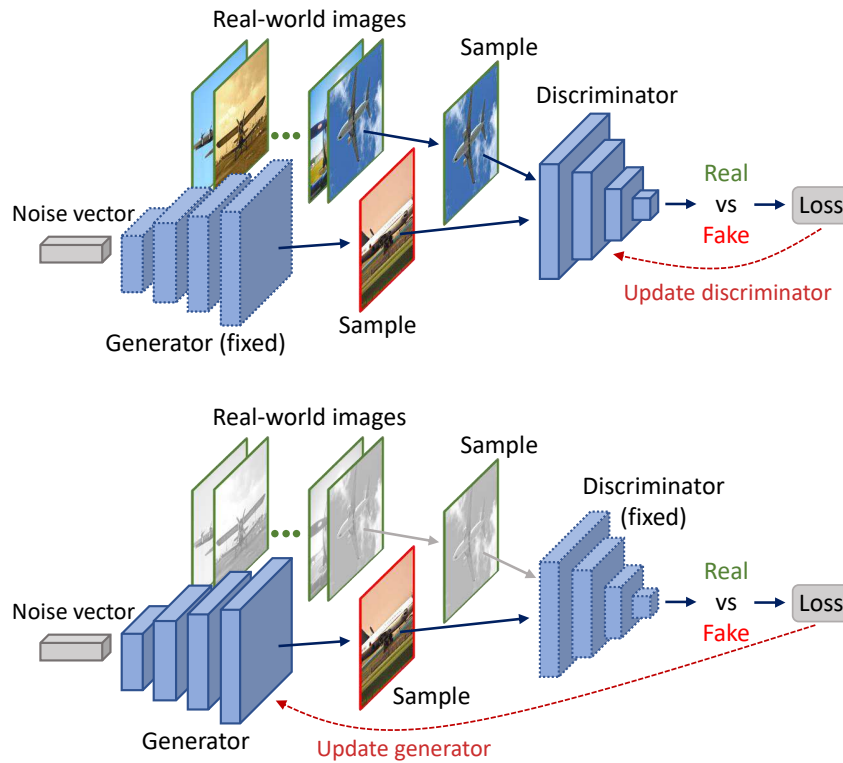 Real-world images
Sample
Discriminator
Noise vector
Real
vs
Fake
Loss
Update discriminator
Sample
Generator (fixed)
Real-world images
Sample
Discriminator
(fixed)
Noise vector
Real
vs
Fake
Loss
Sample
Generator
Update generator